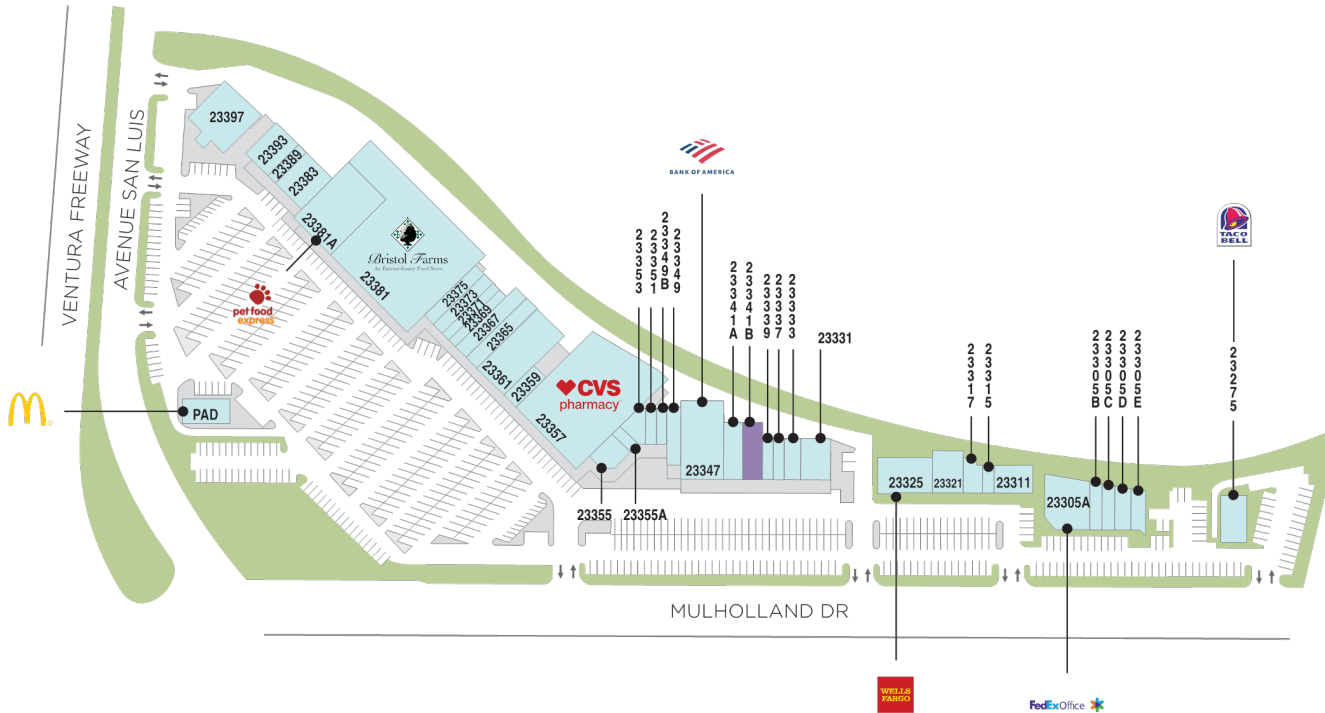 VENTURA FREEWAY
AVENUE SAN LUIS
23397
23393
23389
23383
23381A
pet food
express
Bristol Farms
An Extraordinary Food Store
23381
23375
23373
23371
23369
23367
23365
23361
23359
CVS
pharmacy
23357
PAD
23355
23355A
23353
23351
23349B
23349
BANK OF AMERICA
23347
23341A
23341B
23339
23337
23333
23331
23325
23321
23317
23315
23311
23305A
23305B
23305C
23305D
23305E
TACO
BELL
23275
MULHOLLAND DR
WELLS
FARGO
FedEx Office